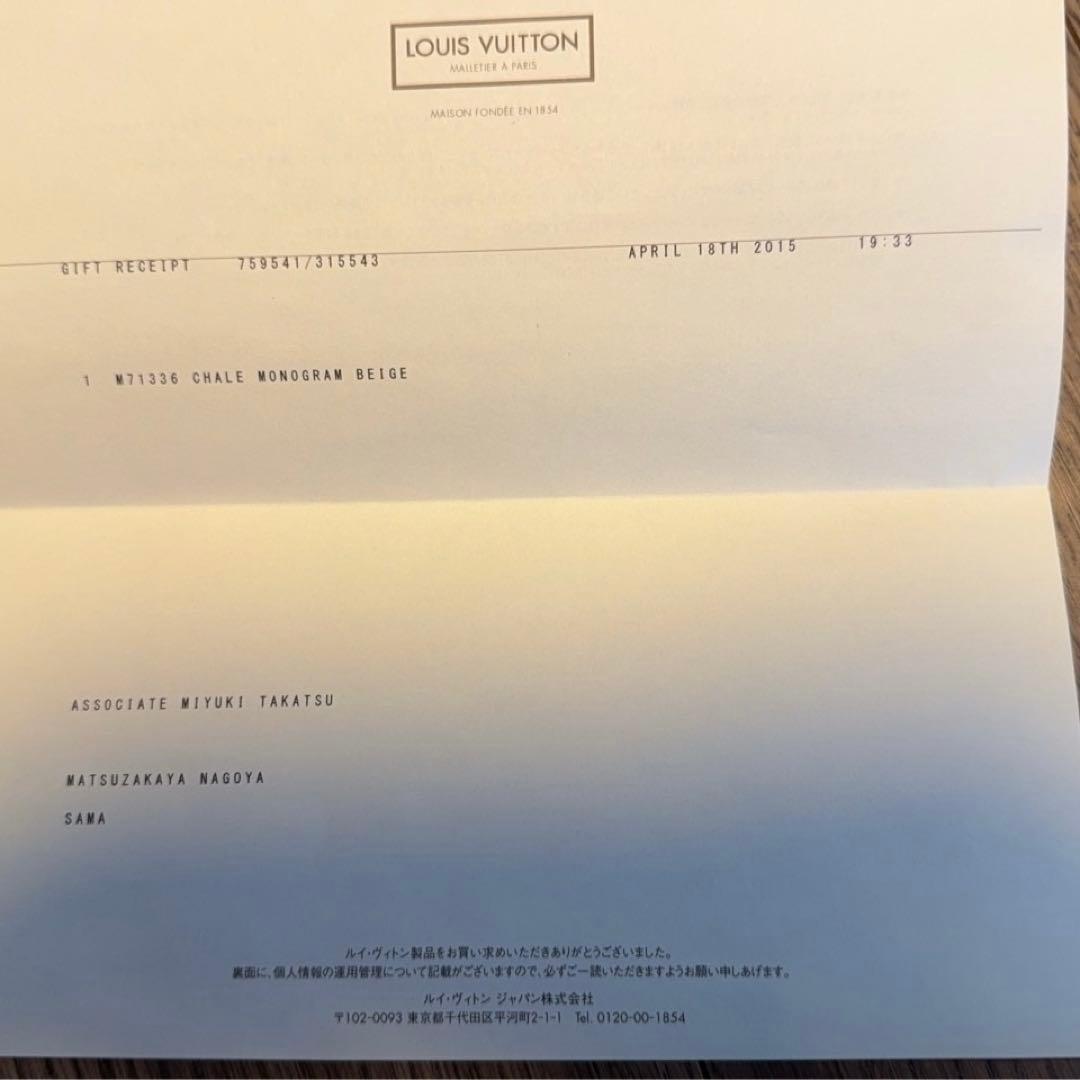 LOUIS VUITTON
MALLETIER À PARIS
MAISON FONDÉE EN 1854
GIFT RECEIPT 759541/315543 APRIL 18TH 2015 19:33
1 M71336 CHALE MONOGRAM BEIGE
ASSOCIATE MIYUKI TAKATSU
MATSUZAKAYA NAGOYA
SAMA
ルイ・ヴィトン製品をお買い求めいただきありがとうございました。
裏面に、個人情報の運用管理について記載がございますので、必ずご一読いただきますようお願い申しあげます。
ルイ・ヴィトン ジャパン株式会社
〒102-0093 東京都千代田区平河町2-1-1 Tel. 0120-00-1854